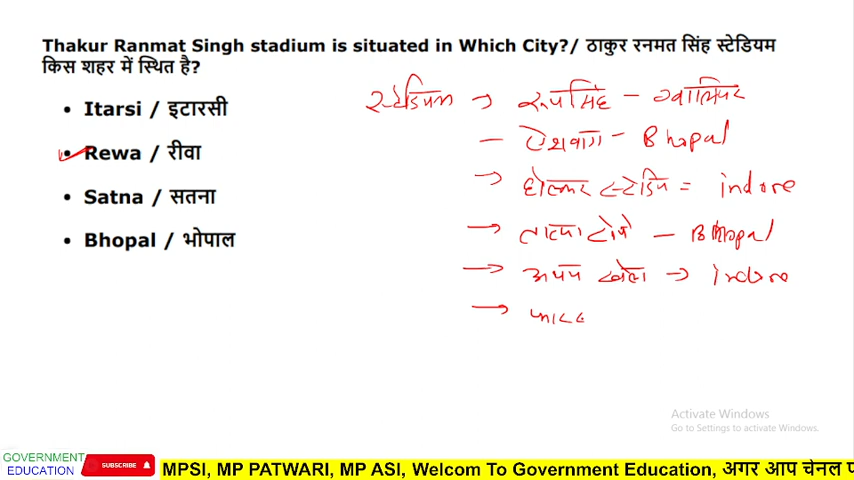 Thakur Ranmat Singh stadium is situated in Which City?/ ठाकुर रनमत सिंह स्टेडियम
किस शहर में स्थित है?
Itarsi / इटारसी
Rewa / रीवा
Satna / सतना
Bhopal / भोपाल
स्टेडियम → रूपसिंह – ग्वालियर
– ऐशबाग – Bhopal
→ होल्कर स्टेडियम = indore
→ तात्या टोपे – Bhopal
→ अभय खेल → indore
→
Activate Windows
Go to Settings to activate Windows.
GOVERNMENT
EDUCATION
SUBSCRIBE
MPSI, MP PATWARI, MP ASI, Welcom To Government Education, अगर आप चेनल प